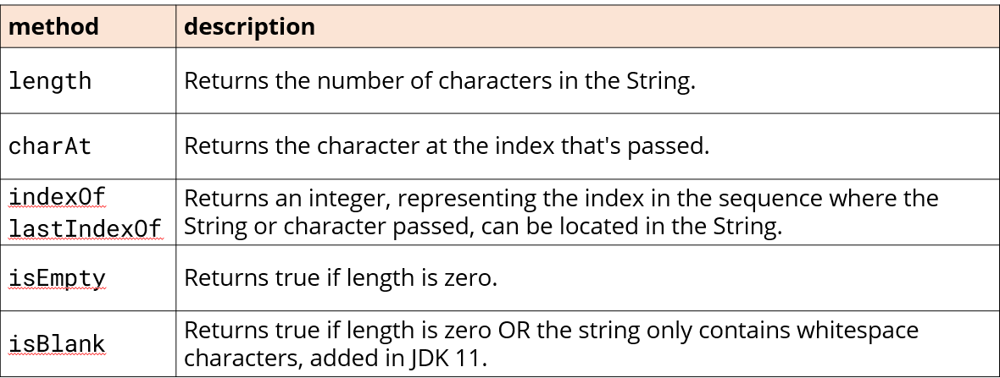 method description
length Returns the number of characters in the String.
charAt Returns the character at the index that's passed.
indexOf
lastIndexOf
Returns an integer, representing the index in the sequence where the
String or character passed, can be located in the String.
isEmpty Returns true if length is zero.
isBlank
Returns true if length is zero OR the string only contains whitespace
characters, added in JDK 11.